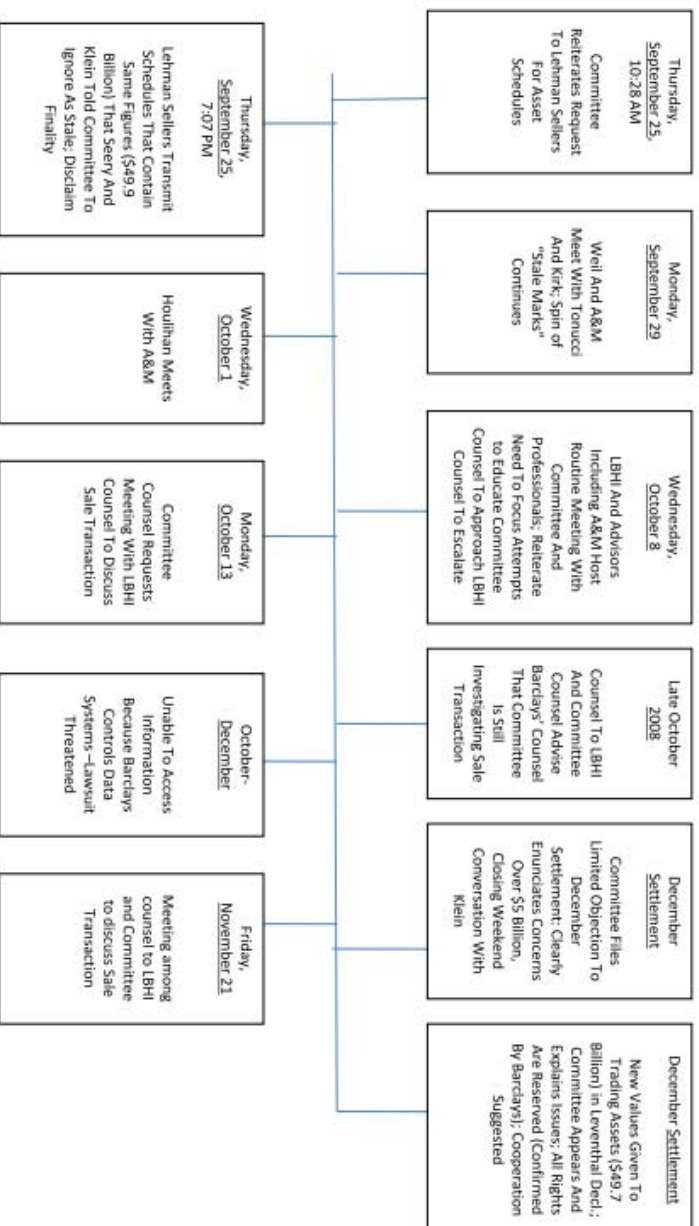 Thursday,
September 25,
10:28 AM
Committee
Reiterates Request
To Lehman Sellers
For Asset
Schedules
Monday,
September 29
Weil And A&M
Meet With Tonucci
And Kirk; Spin of
"Stale Marks"
Continues
Wednesday,
October 8
LBHI And Advisors
Including A&M Host
Routine Meeting With
Committee And
Professionals; Reiterate
Need To Focus Attempts
to Educate Committee
Counsel To Approach LBHI
Counsel To Escalate
Late October
2008
Counsel To LBHI
And Committee
Counsel Advise
Barclays' Counsel
That Committee
Is Still
Investigating Sale
Transaction
December
Settlement
Committee Files
Limited Objection To
December
Settlement: Clearly
Enunciates Concerns
Over $5 Billion,
Closing Weekend
Conversation With
Klein
December Settlement
New Values Given To
Trading Assets ($49.7
Billion) in Leventhal Decl.;
Committee Appears And
Explains Issues; All Rights
Are Reserved (Confirmed
By Barclays); Cooperation
Suggested
Thursday,
September 25,
7:07 PM
Lehman Sellers Transmit
Schedules That Contain
Same Figures ($49.9
Billion) That Seery And
Klein Told Committee To
Ignore As Stale; Disclaim
Finality
Wednesday,
October 1
Houlihan Meets
With A&M
Monday,
October 13
Committee
Counsel Requests
Meeting With LBHI
Counsel To Discuss
Sale Transaction
October-
December
Unable To Access
Information
Because Barclays
Controls Data
Systems –Lawsuit
Threatened
Friday,
November 21
Meeting among
counsel to LBHI
and Committee
to discuss Sale
Transaction